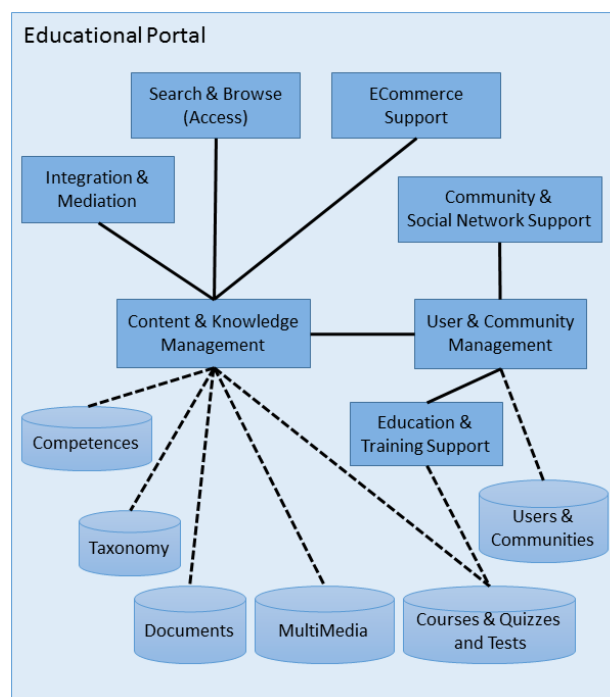 Educational Portal
Search & Browse
(Access)
ECommerce
Support
Integration &
Mediation
Community &
Social Network Support
Content & Knowledge
Management
User & Community
Management
Competences
Education &
Training Support
Taxonomy
Users &
Communities
Documents
MultiMedia
Courses & Quizzes
and Tests